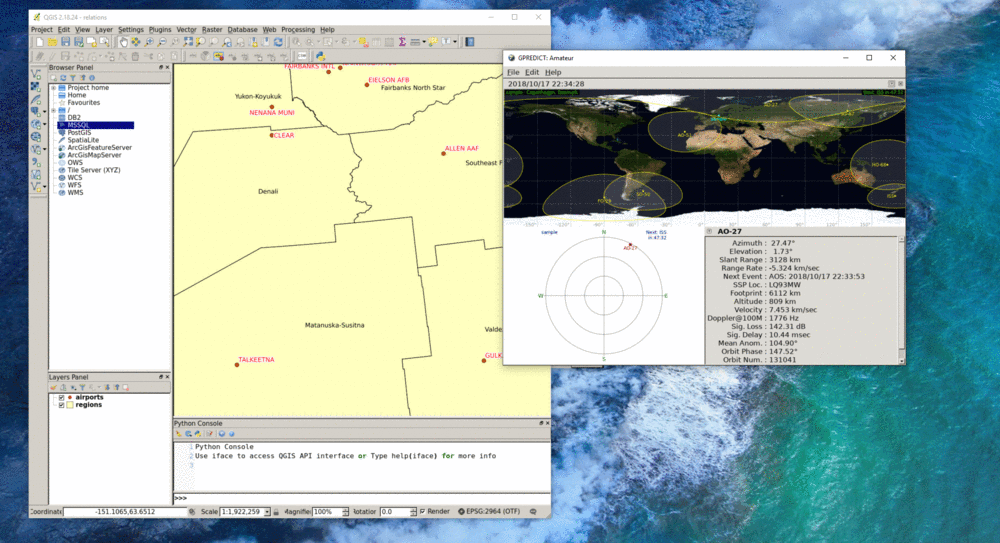 QGIS 2.18.24 - relations
Project Edit View Layer Settings Plugins Vector Raster Database Web Processing Help
Browser Panel
Project home
Home
Favourites
/
DB2
MSSQL
PostGIS
SpatiaLite
ArcGisFeatureServer
ArcGisMapServer
OWS
Tile Server (XYZ)
WCS
WFS
WMS
Layers Panel
airports
regions
FAIRBANKS INTL
EIELSON AFB
Fairbanks North Star
Yukon-Koyukuk
NENANA MUNI
CLEAR
ALLEN AAF
Southeast F
Denali
Matanuska-Susitna
Valde
TALKEETNA
GULK
Python Console
1 Python Console
2 Use iface to access QGIS API interface or Type help(iface) for more info
3
>>>
Coordinate -151.1065,63.6512 Scale 1:1,922,259 Magnifier 100% Rotation 0.0 Render EPSG:2964 (OTF)
GPREDICT: Amateur
File Edit Help
2018/10/17 22:34:28
AO-27
sample
Next: ISS
in 47:32
N
AO-27
W
E
S
Azimuth : 27.47°
Elevation : 1.73°
Slant Range : 3128 km
Range Rate : -5.324 km/sec
Next Event : AOS: 2018/10/17 22:33:53
SSP Loc. : LQ93MW
Footprint : 6112 km
Altitude : 809 km
Velocity : 7.453 km/sec
Doppler@100M : 1776 Hz
Sig. Loss : 142.31 dB
Sig. Delay : 10.44 msec
Mean Anom. : 104.90°
Orbit Phase : 147.52°
Orbit Num. : 131041